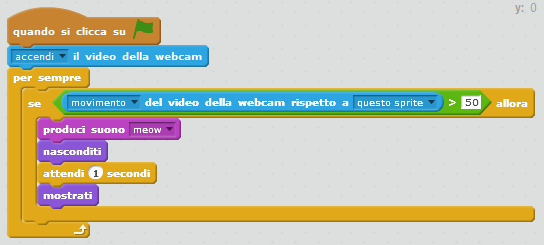 y: 0
quando si clicca su
accendi il video della webcam
per sempre
se movimento del video della webcam rispetto a questo sprite > 50 allora
produci suono meow
nasconditi
attendi 1 secondi
mostrati